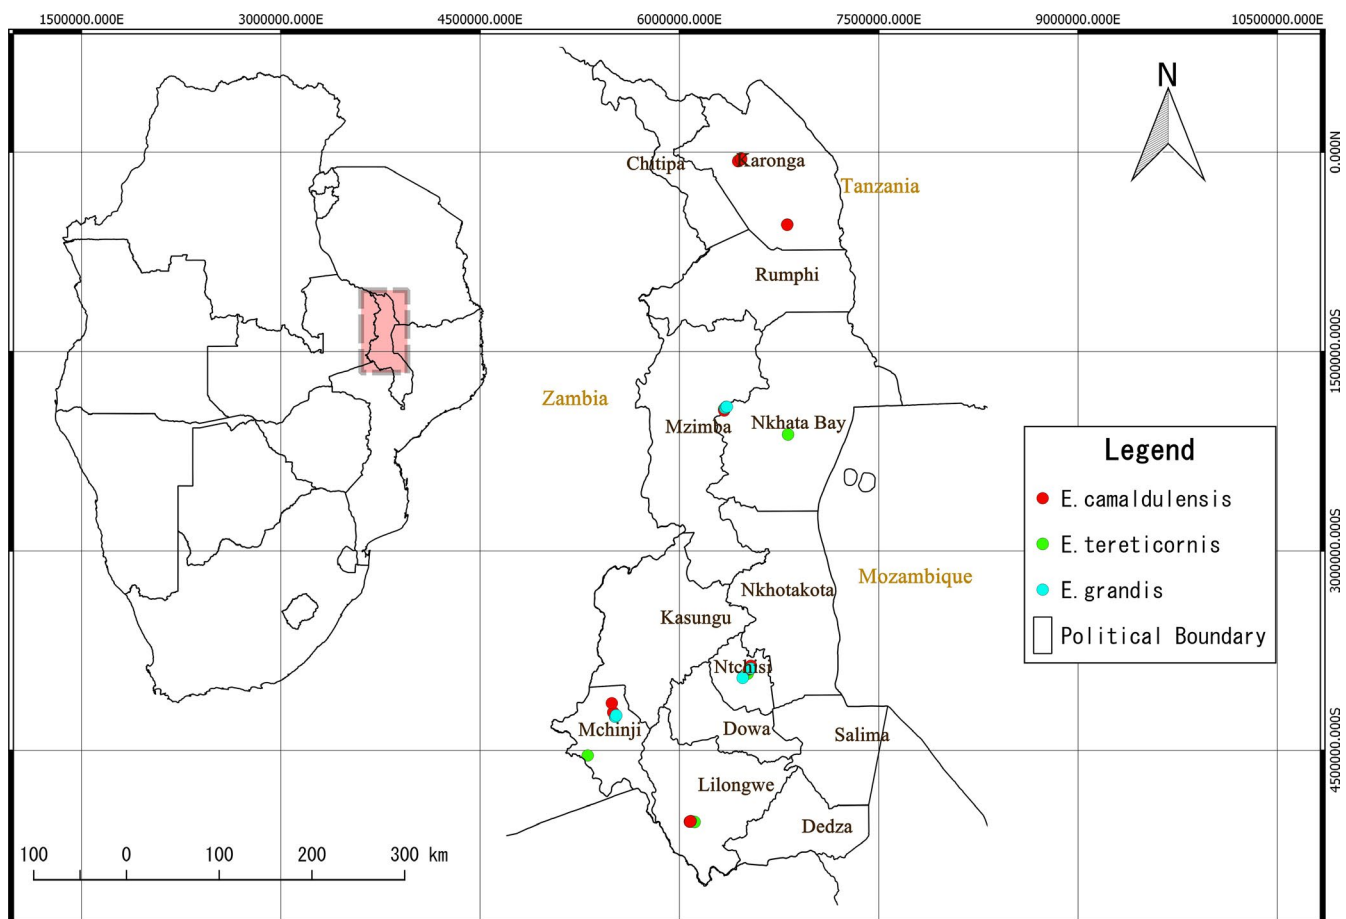 1500000.000E 3000000.000E 4500000.000E 6000000.000E 7500000.000E 9000000.000E 10500000.000E
N
0.000N
Chitipa
Karonga
Tanzania
Rumphi
1500000.000S
Zambia
Mzimba
Nkhata Bay
Legend
E.camaldulensis
E.tereticornis
E.grandis
Political Boundary
3000000.000S
Mozambique
Nkhotakota
Kasungu
Ntchisi
Mchinji
Dowa
Salima
4500000.000S
Lilongwe
Dedza
100 0 100 200 300 km